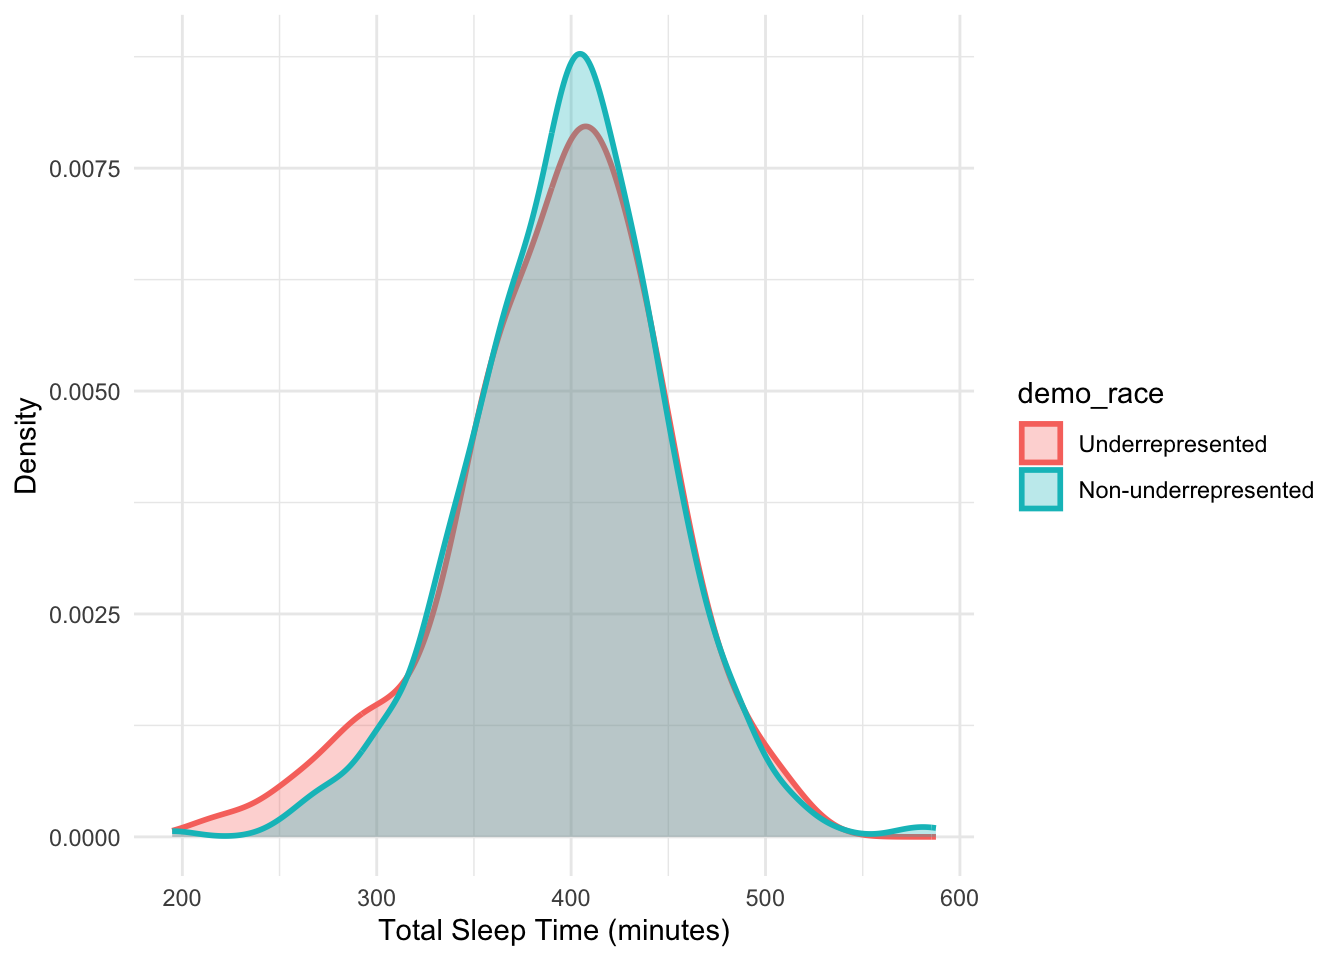 0.0075
0.0050
0.0025
0.0000
Density
200 300 400 500 600
Total Sleep Time (minutes)
demo_race
Underrepresented
Non-underrepresented